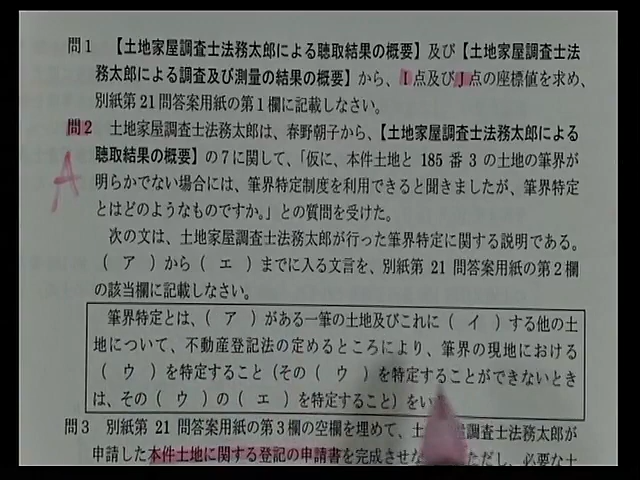 問1 【土地家屋調査士法務太郎による聴取結果の概要】及び【土地家屋調査士法
務太郎による調査及び測量の結果の概要】から、I点及びJ点の座標値を求め、
別紙第21問答案用紙の第1欄に記載しなさい。
問2 土地家屋調査士法務太郎は、春野朝子から、【土地家屋調査士法務太郎による
聴取結果の概要】の7に関して、「仮に、本件土地と185番3の土地の筆界が
A
明らかでない場合には、筆界特定制度を利用できると聞きましたが、筆界特定
とはどのようなものですか。」との質問を受けた。
次の文は、土地家屋調査士法務太郎が行った筆界特定に関する説明である。
(ア)から(エ)までに入る文言を、別紙第21問答案用紙の第2欄
の該当欄に記載しなさい。
筆界特定とは、(ア)がある一筆の土地及びこれに(イ)する他の土
地について、不動産登記法の定めるところにより、筆界の現地における
(ウ)を特定すること(その(ウ)を特定することができないとき
は、その(ウ)の(エ)を特定すること)をい
問3 別紙第21問答案用紙の第3欄の空欄を埋めて、土 調査士法務太郎が
申請した本件土地に関する登記の申請書を完成させな ただし、必要な土